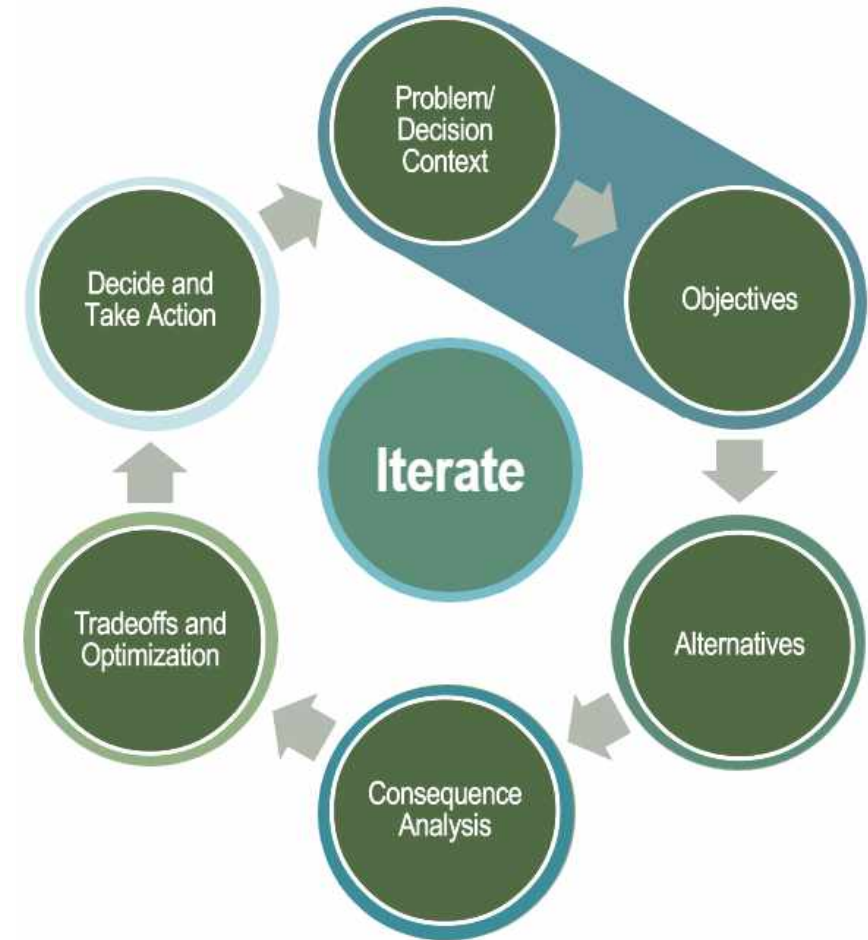 Problem/
Decision
Context
Objectives
Alternatives
Consequence
Analysis
Tradeoffs and
Optimization
Decide and
Take Action
Iterate